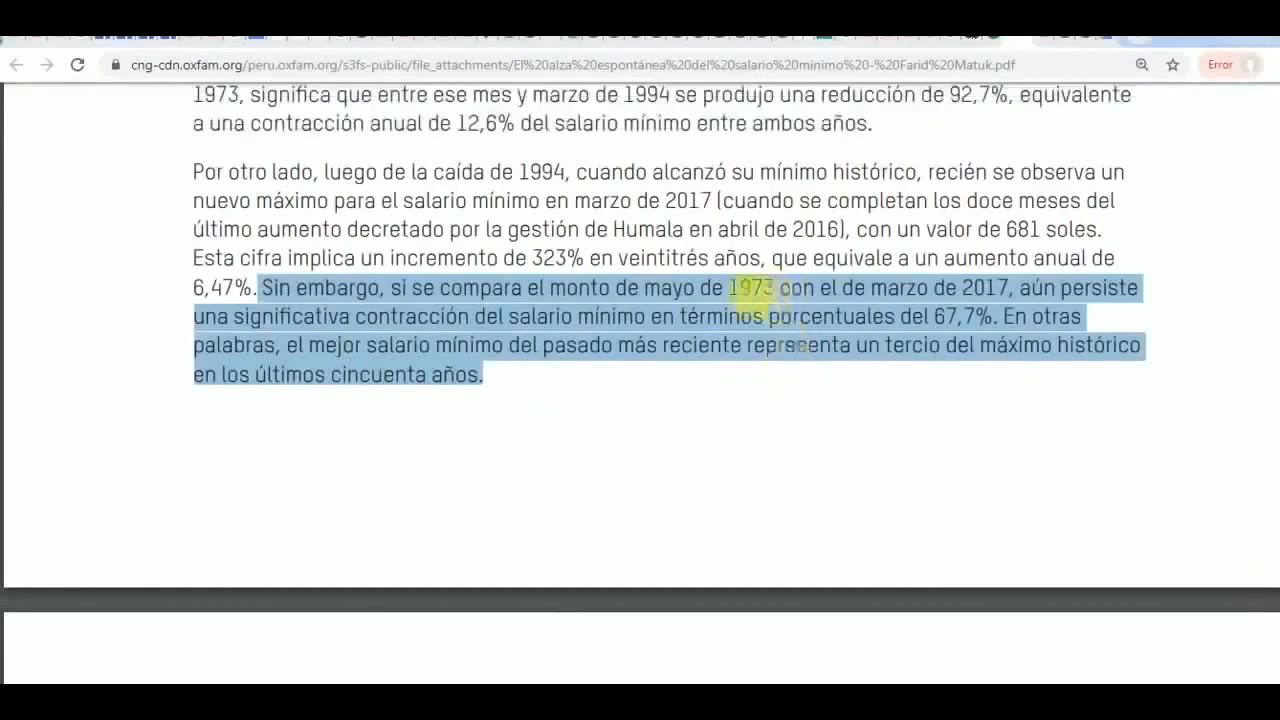 cng-cdn.oxfam.org/peru.oxfam.org/s3fs-public/file_attachments/El%20alza%20espontánea%20del%20salario%20mínimo%20-%20Farid%20Matuk.pdf
Error
1973, significa que entre ese mes y marzo de 1994 se produjo una reducción de 92,7%, equivalente
a una contracción anual de 12,6% del salario mínimo entre ambos años.
Por otro lado, luego de la caída de 1994, cuando alcanzó su mínimo histórico, recién se observa un
nuevo máximo para el salario mínimo en marzo de 2017 (cuando se completan los doce meses del
último aumento decretado por la gestión de Humala en abril de 2016), con un valor de 681 soles.
Esta cifra implica un incremento de 323% en veintitrés años, que equivale a un aumento anual de
6,47%. Sin embargo, si se compara el monto de mayo de 1973 con el de marzo de 2017, aún persiste
una significativa contracción del salario mínimo en términos porcentuales del 67,7%. En otras
palabras, el mejor salario mínimo del pasado más reciente representa un tercio del máximo histórico
en los últimos cincuenta años.